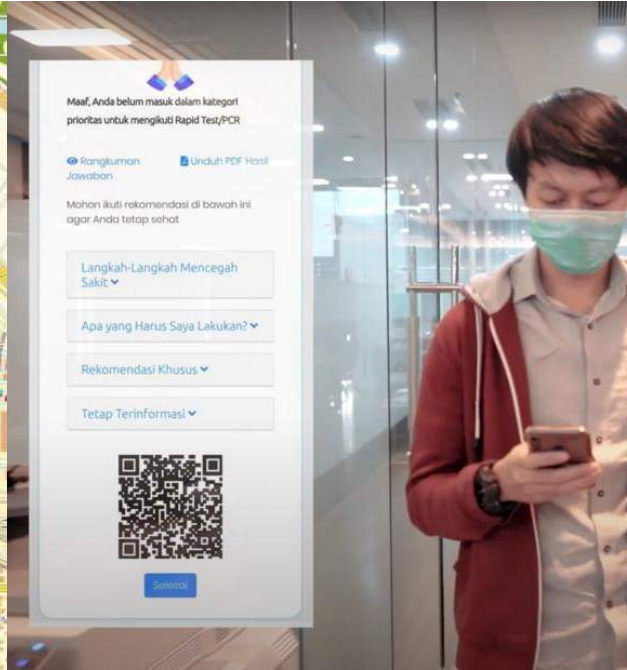 Maaf, Anda belum masuk dalam kategori
prioritas untuk mengikuti Rapid Test/PCR
Rangkuman
Jawaban
Unduh PDF Hasil
Mohon ikuti rekomendasi di bawah ini
agar Anda tetap sehat
Langkah-Langkah Mencegah
Sakit
Apa yang Harus Saya Lakukan?
Rekomendasi Khusus
Tetap Terinformasi
Selesai